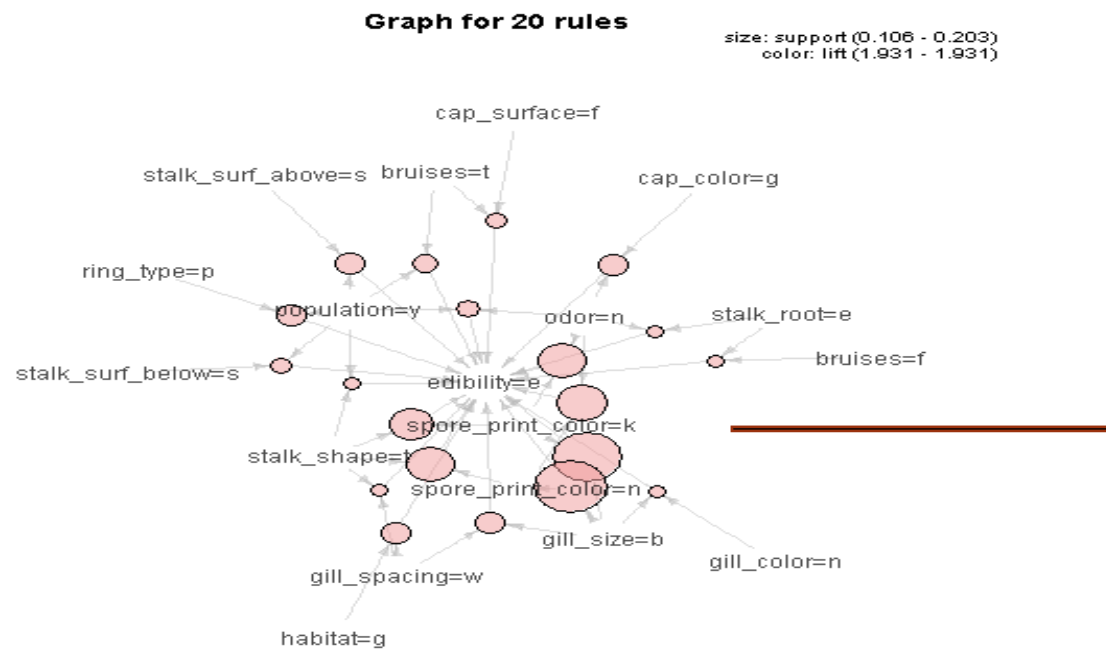 Graph for 20 rules
size: support (0.106 - 0.203)
color: lift (1.931 - 1.931)
cap_surface=f
stalk_surf_above=s
bruises=t
cap_color=g
ring_type=p
population=y
odor=n
stalk_root=e
bruises=f
stalk_surf_below=s
edibility=e
spore_print_color=k
stalk_shape=t
spore_print_color=n
gill_size=b
gill_color=n
gill_spacing=w
habitat=g